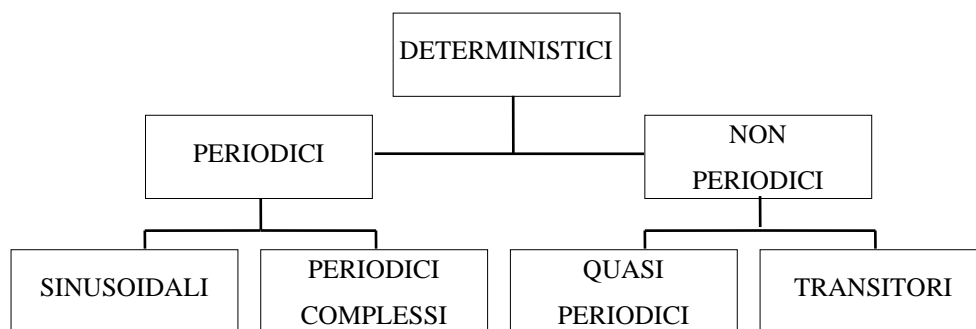 DETERMINISTICI
PERIODICI
NON
PERIODICI
SINUSOIDALI
PERIODICI
COMPLESSI
QUASI
PERIODICI
TRANSITORI